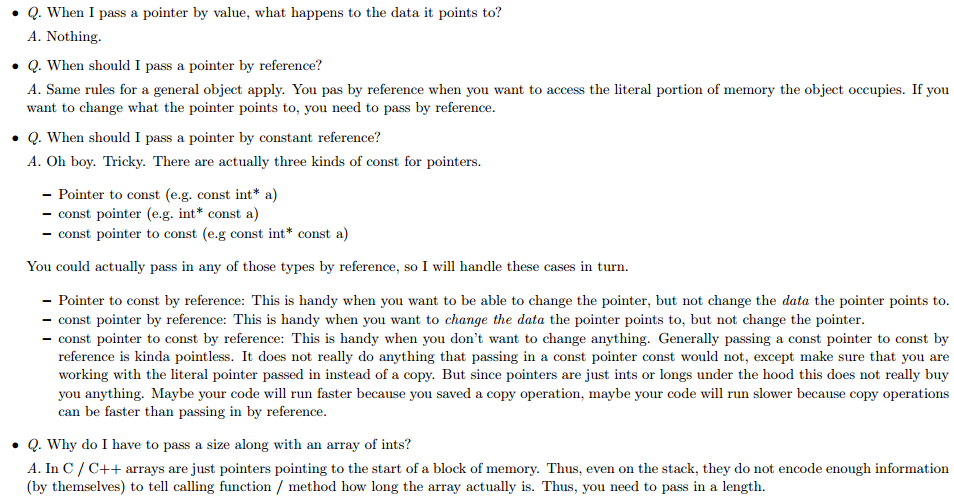 • Q. When I pass a pointer by value, what happens to the data it points to?
A. Nothing.
• Q. When should I pass a pointer by reference?
A. Same rules for a general object apply. You pas by reference when you want to access the literal portion of memory the object occupies. If you
want to change what the pointer points to, you need to pass by reference.
• Q. When should I pass a pointer by constant reference?
A. Oh boy. Tricky. There are actually three kinds of const for pointers.
– Pointer to const (e.g. const int* a)
– const pointer (e.g. int* const a)
– const pointer to const (e.g const int* const a)
You could actually pass in any of those types by reference, so I will handle these cases in turn.
– Pointer to const by reference: This is handy when you want to be able to change the pointer, but not change the data the pointer points to.
– const pointer by reference: This is handy when you want to change the data the pointer points to, but not change the pointer.
– const pointer to const by reference: This is handy when you don't want to change anything. Generally passing a const pointer to const by
reference is kinda pointless. It does not really do anything that passing in a const pointer const would not, except make sure that you are
working with the literal pointer passed in instead of a copy. But since pointers are just ints or longs under the hood this does not really buy
you anything. Maybe your code will run faster because you saved a copy operation, maybe your code will run slower because copy operations
can be faster than passing in by reference.
• Q. Why do I have to pass a size along with an array of ints?
A. In C / C++ arrays are just pointers pointing to the start of a block of memory. Thus, even on the stack, they do not encode enough information
(by themselves) to tell calling function / method how long the array actually is. Thus, you need to pass in a length.